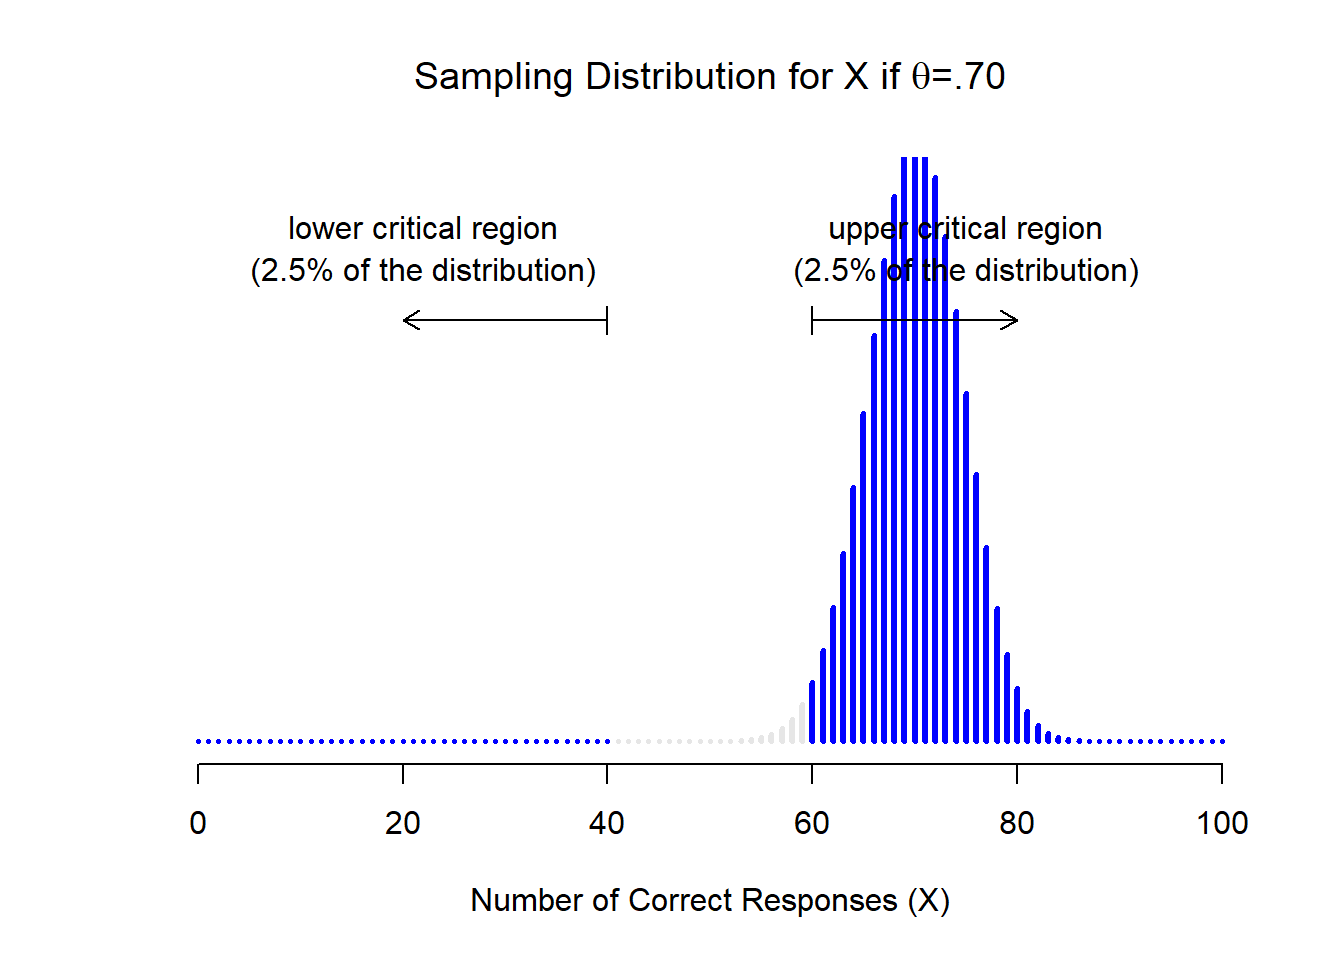 Sampling Distribution for X if θ=.70
lower critical region
(2.5% of the distribution)
upper critical region
(2.5% of the distribution)
0 20 40 60 80 100
Number of Correct Responses (X)